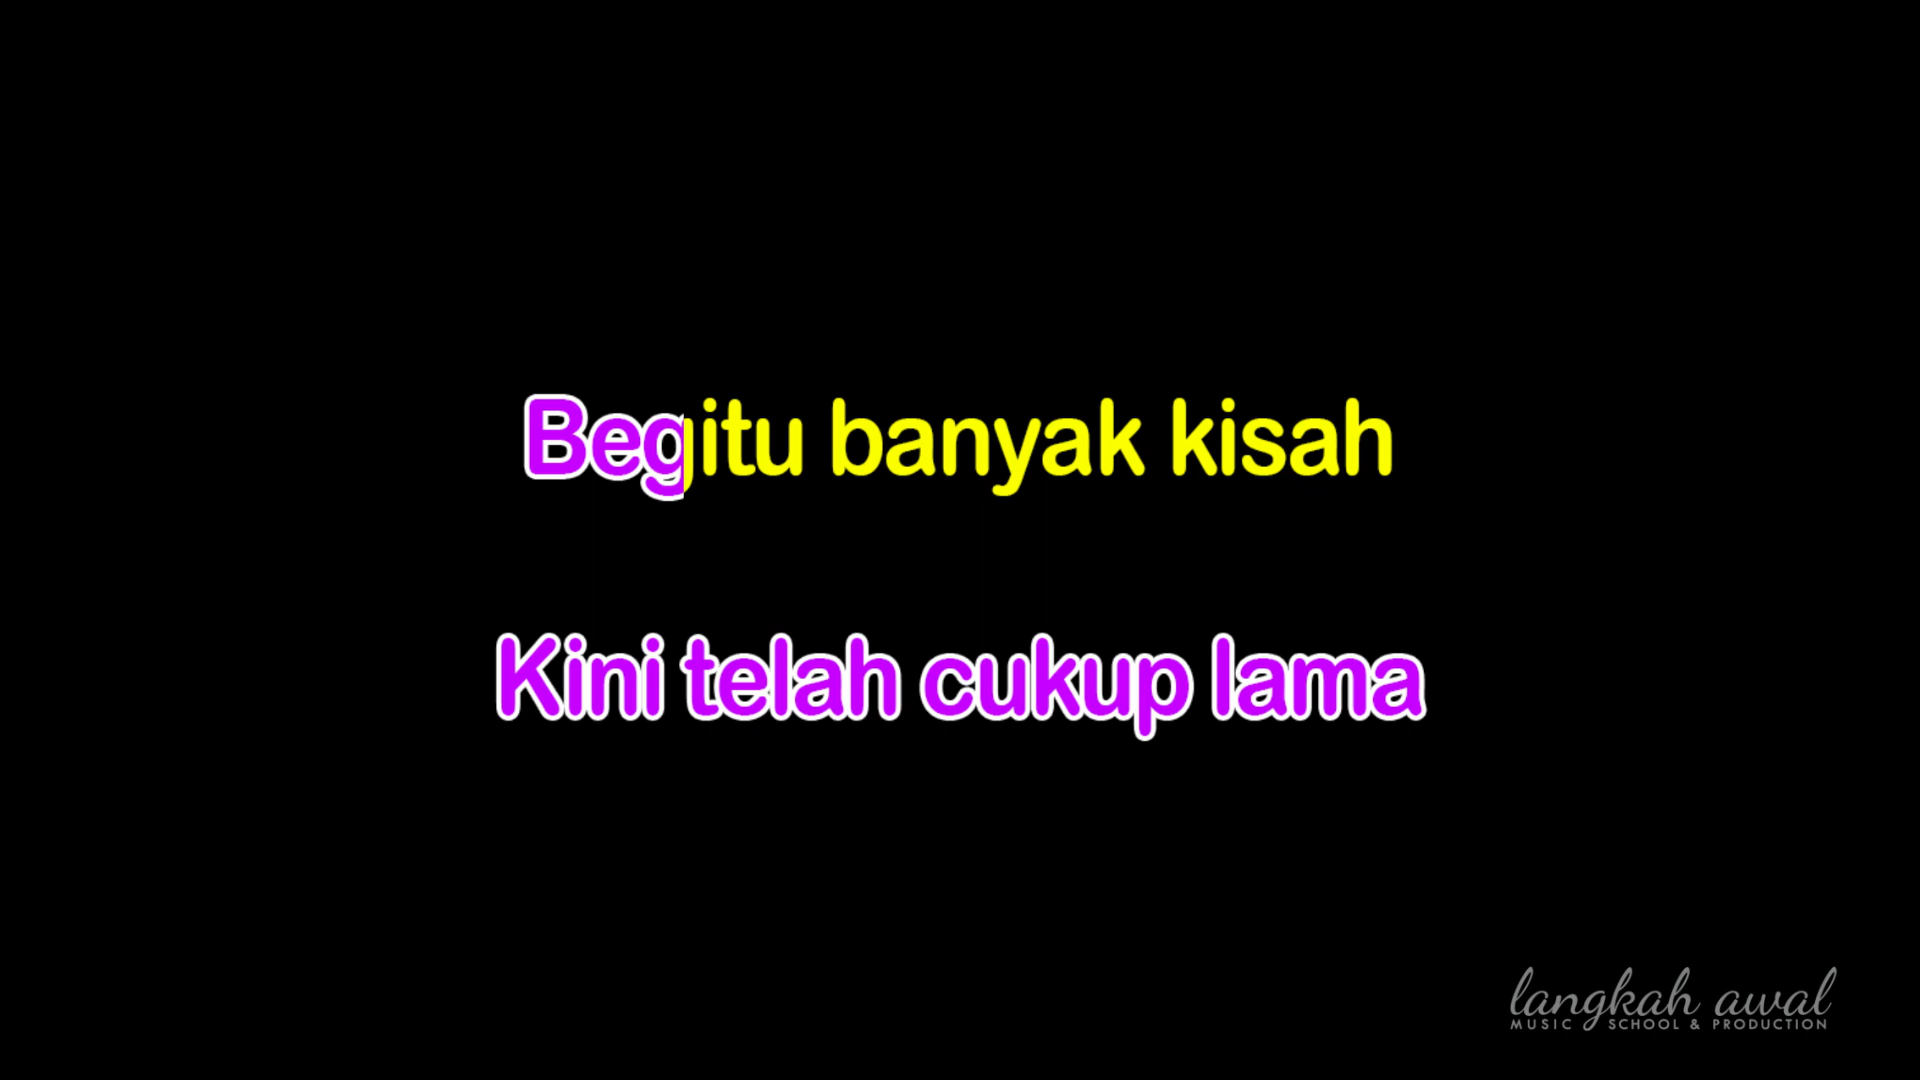 Begitu banyak kisah
Kini telah cukup lama
langkah awal
MUSIC SCHOOL & PRODUCTION